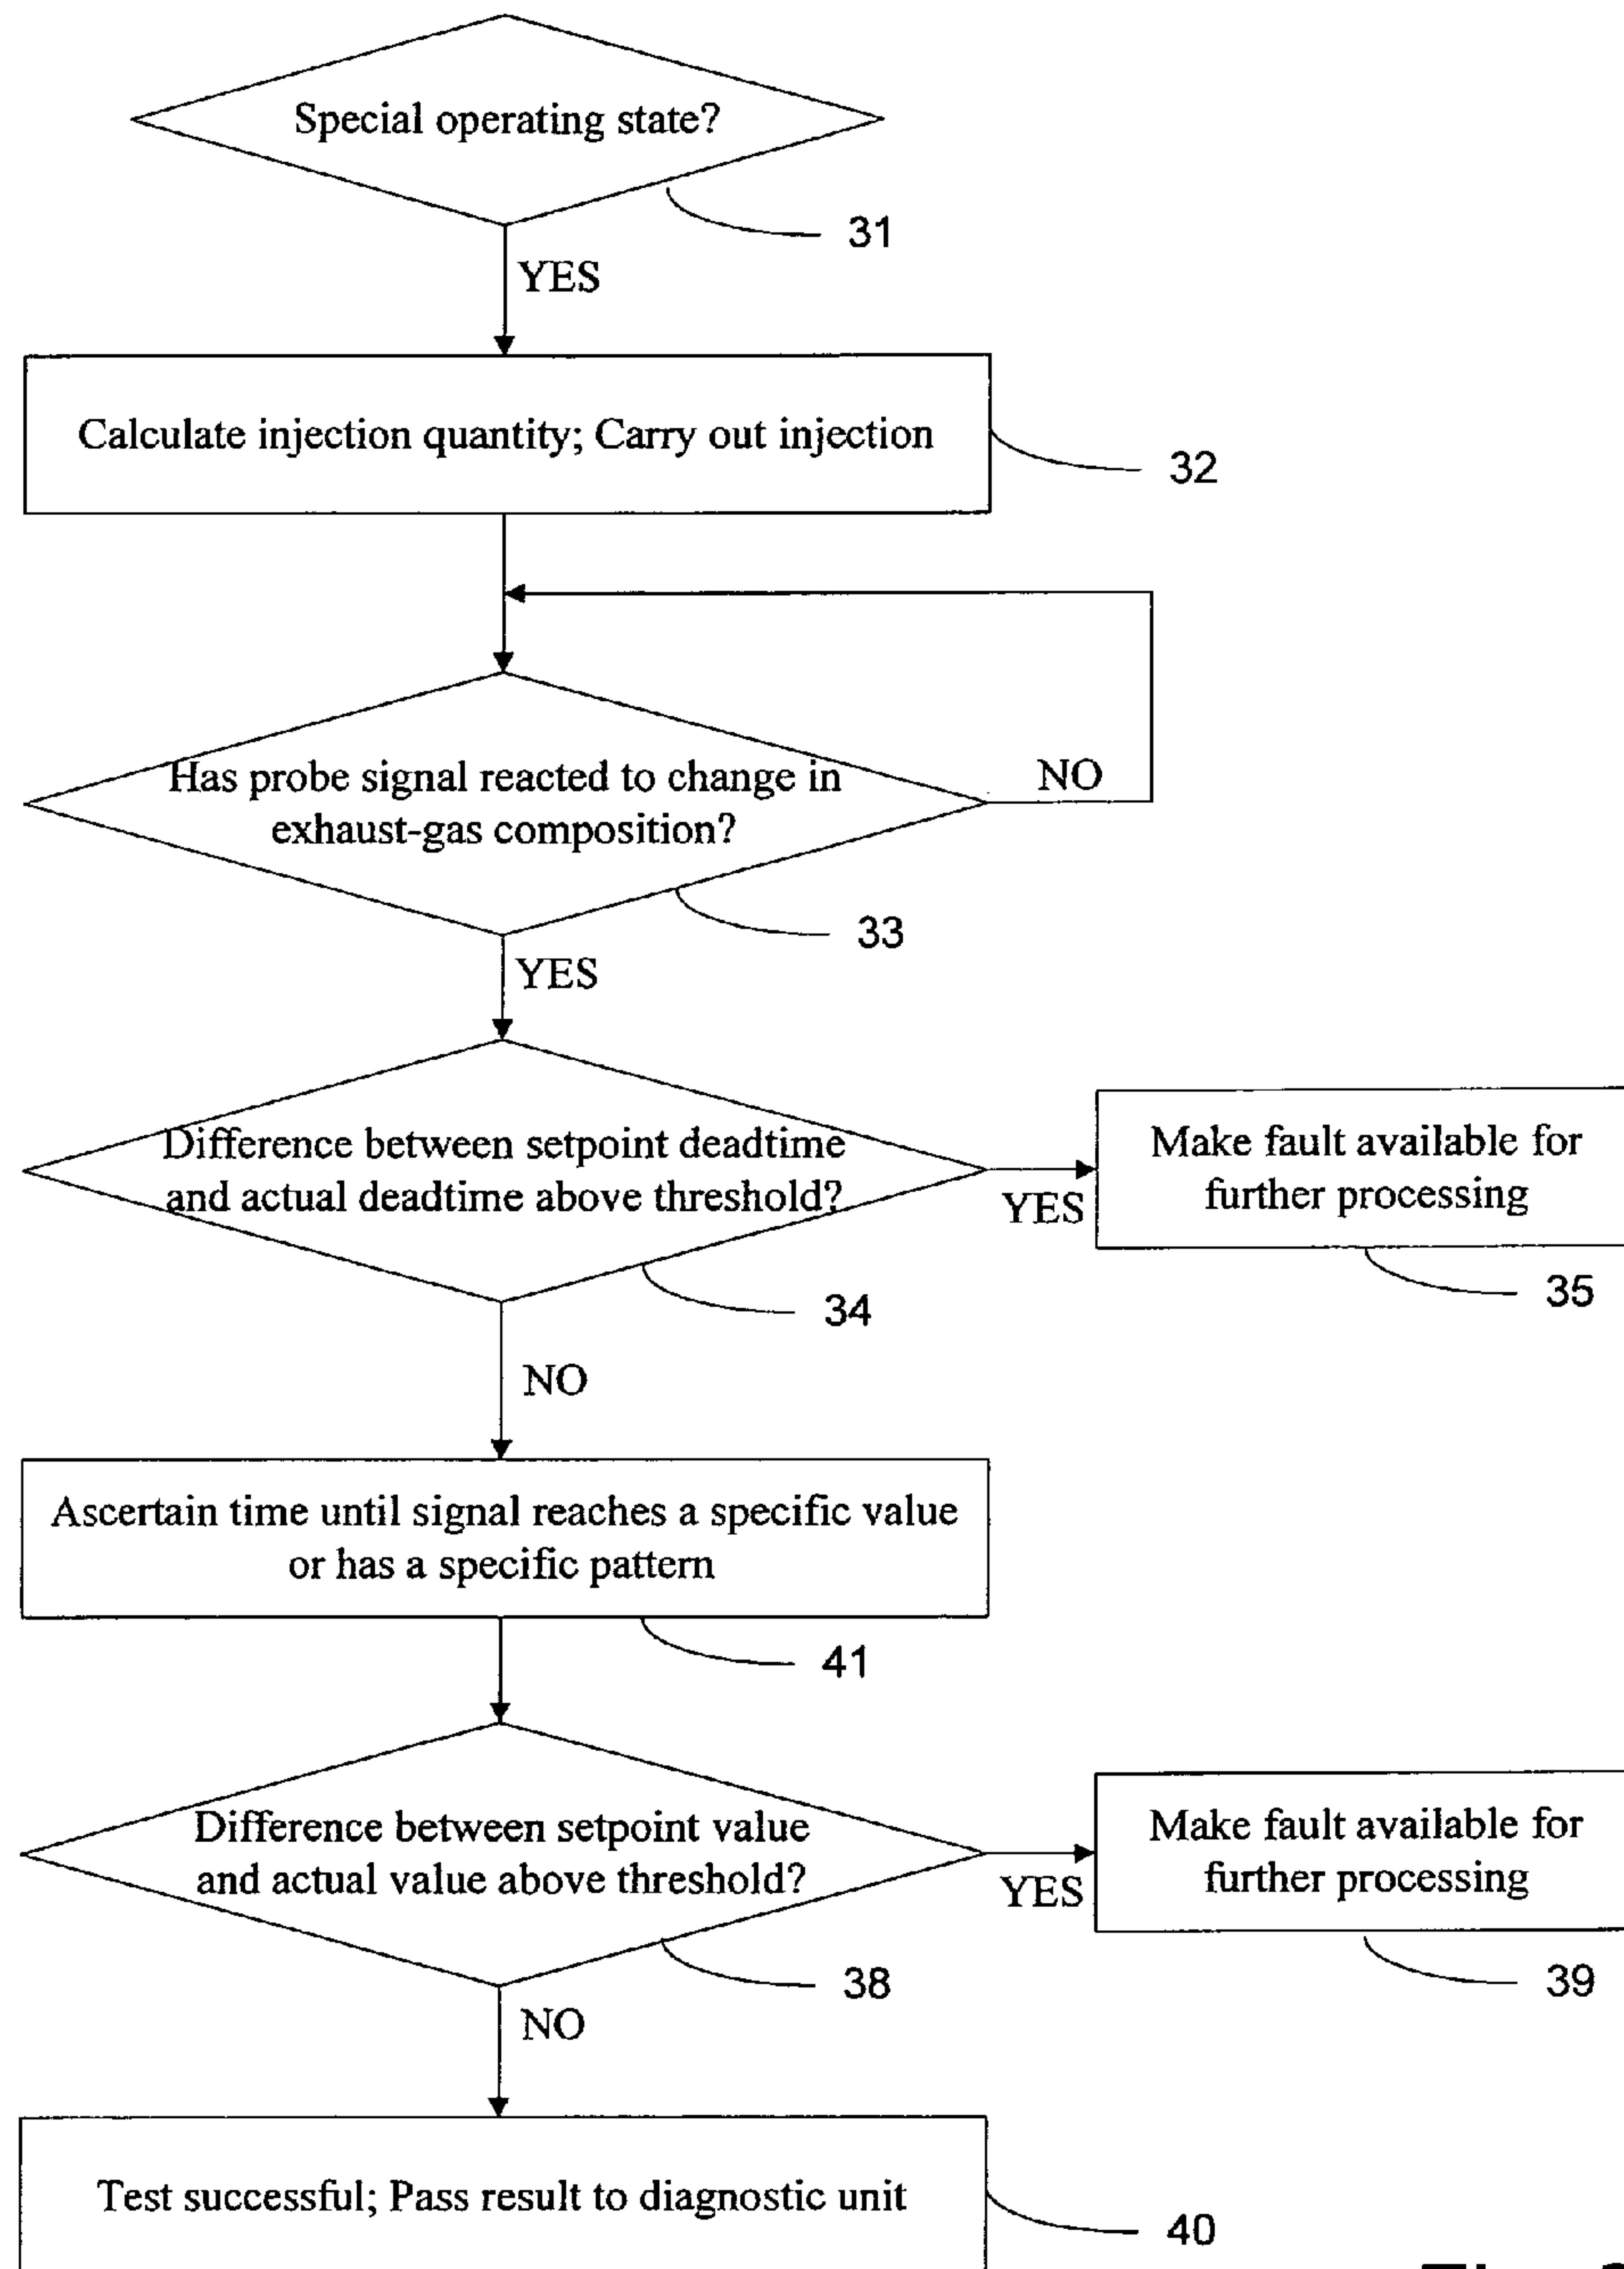 Special operating state?
31
YES
Calculate injection quantity; Carry out injection
32
Has probe signal reacted to change in
exhaust-gas composition?
NO
33
YES
Difference between setpoint deadtime
and actual deadtime above threshold?
YES
Make fault available for
further processing
35
34
NO
Ascertain time until signal reaches a specific value
or has a specific pattern
41
Difference between setpoint value
and actual value above threshold?
YES
Make fault available for
further processing
39
38
NO
Test successful; Pass result to diagnostic unit
40